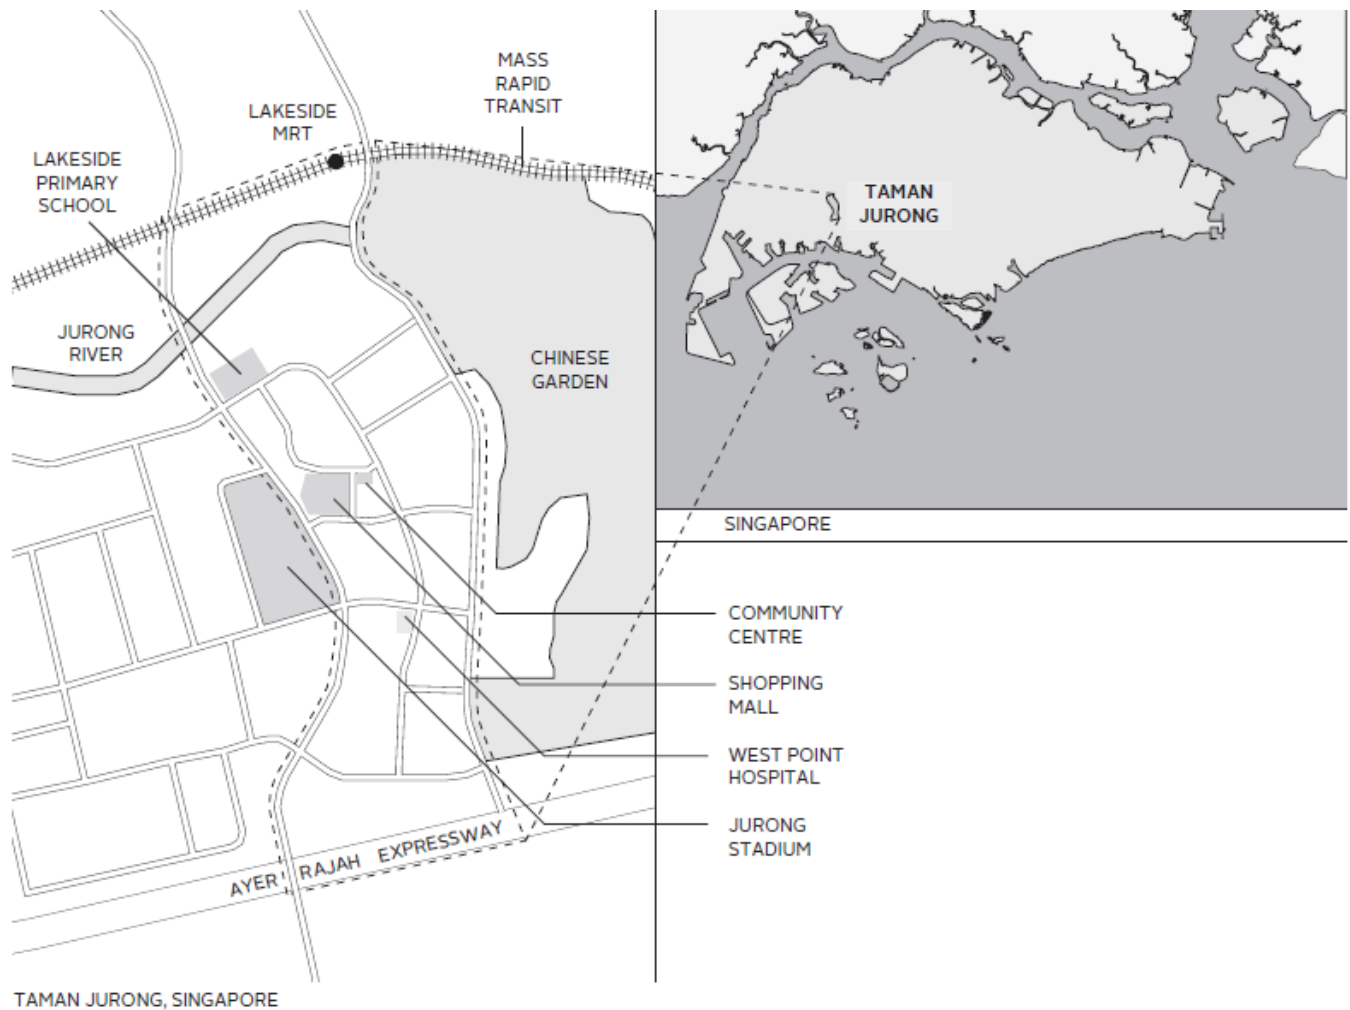 MASS
RAPID
TRANSIT
LAKESIDE
MRT
LAKESIDE
PRIMARY
SCHOOL
TAMAN
JURONG
JURONG
RIVER
CHINESE
GARDEN
SINGAPORE
COMMUNITY
CENTRE
SHOPPING
MALL
WEST POINT
HOSPITAL
JURONG
STADIUM
AYER RAJAH EXPRESSWAY
TAMAN JURONG, SINGAPORE